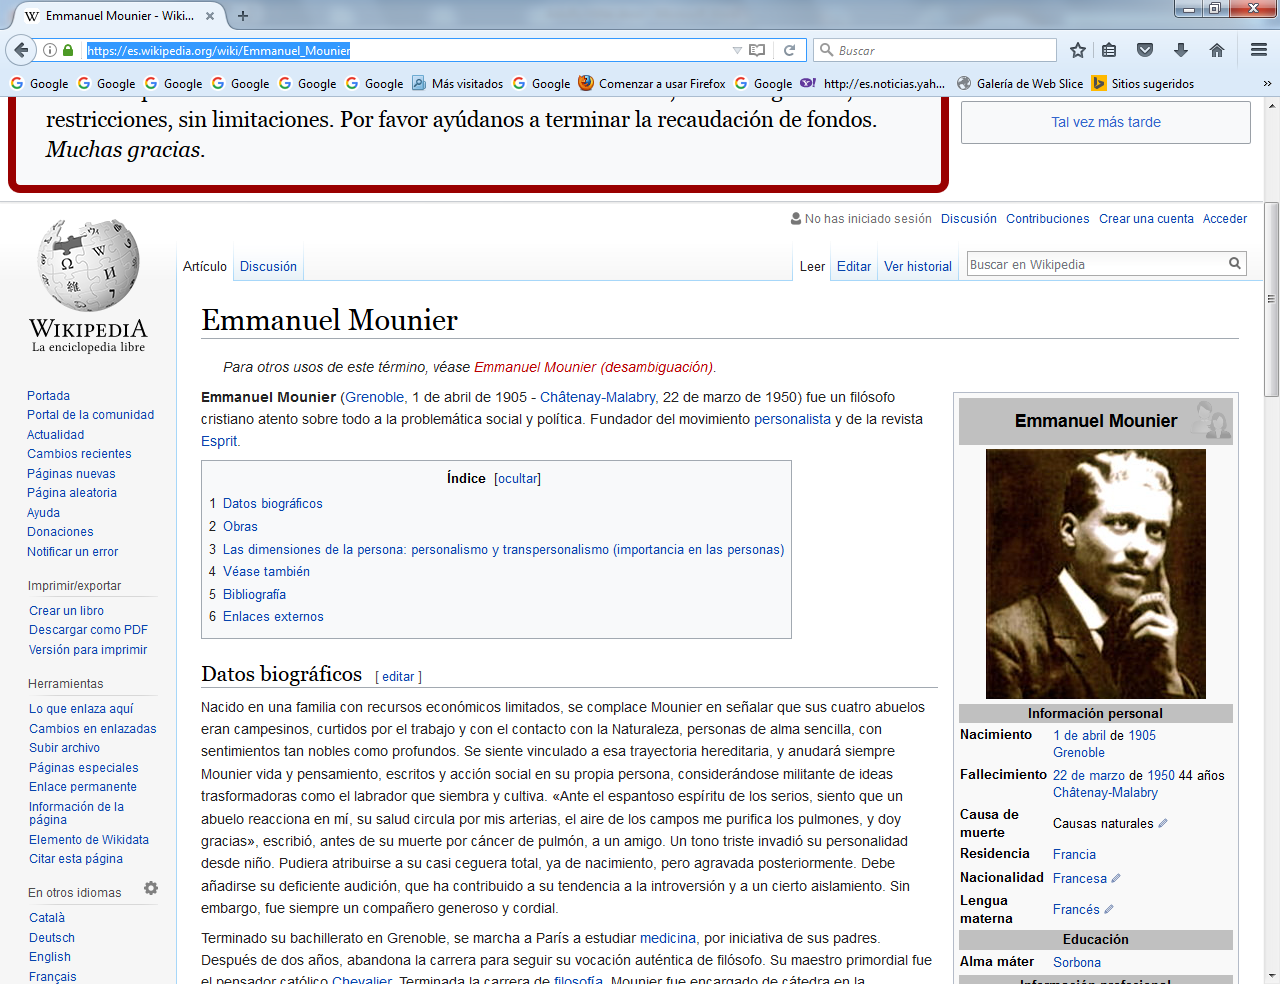 Emmanuel Mounier - Wiki...
https://es.wikipedia.org/wiki/Emmanuel_Mounier
Buscar
Google Google Google Google Google Google Más visitados Google Comenzar a usar Firefox Google http://es.noticias.yah... Galería de Web Slice Sitios sugeridos
restricciones, sin limitaciones. Por favor ayúdanos a terminar la recaudación de fondos.
Muchas gracias.
Tal vez más tarde
No has iniciado sesión Discusión Contribuciones Crear una cuenta Acceder
WIKIPEDIA
La enciclopedia libre
Artículo Discusión Leer Editar Ver historial Buscar en Wikipedia
Portada
Portal de la comunidad
Actualidad
Cambios recientes
Páginas nuevas
Página aleatoria
Ayuda
Donaciones
Notificar un error
Imprimir/exportar
Crear un libro
Descargar como PDF
Versión para imprimir
Herramientas
Lo que enlaza aquí
Cambios en enlazadas
Subir archivo
Páginas especiales
Enlace permanente
Información de la
página
Elemento de Wikidata
Citar esta página
En otros idiomas
Català
Deutsch
English
Français
Emmanuel Mounier
Para otros usos de este término, véase Emmanuel Mounier (desambiguación).
Emmanuel Mounier (Grenoble, 1 de abril de 1905 - Châtenay-Malabry, 22 de marzo de 1950) fue un filósofo
cristiano atento sobre todo a la problemática social y política. Fundador del movimiento personalista y de la revista
Esprit.
Índice [ocultar]
1 Datos biográficos
2 Obras
3 Las dimensiones de la persona: personalismo y transpersonalismo (importancia en las personas)
4 Véase también
5 Bibliografía
6 Enlaces externos
Datos biográficos [ editar ]
Nacido en una familia con recursos económicos limitados, se complace Mounier en señalar que sus cuatro abuelos
eran campesinos, curtidos por el trabajo y con el contacto con la Naturaleza, personas de alma sencilla, con
sentimientos tan nobles como profundos. Se siente vinculado a esa trayectoria hereditaria, y anudará siempre
Mounier vida y pensamiento, escritos y acción social en su propia persona, considerándose militante de ideas
trasformadoras como el labrador que siembra y cultiva. «Ante el espantoso espíritu de los serios, siento que un
abuelo reacciona en mí, su salud circula por mis arterias, el aire de los campos me purifica los pulmones, y doy
gracias», escribió, antes de su muerte por cáncer de pulmón, a un amigo. Un tono triste invadió su personalidad
desde niño. Pudiera atribuirse a su casi ceguera total, ya de nacimiento, pero agravada posteriormente. Debe
añadirse su deficiente audición, que ha contribuido a su tendencia a la introversión y a un cierto aislamiento. Sin
embargo, fue siempre un compañero generoso y cordial.
Terminado su bachillerato en Grenoble, se marcha a París a estudiar medicina, por iniciativa de sus padres.
Después de dos años, abandona la carrera para seguir su vocación auténtica de filósofo. Su maestro primordial fue
el pensador católico Chevalier. Terminada la carrera de filosofía, Mounier fue encargado de cátedra en la
Emmanuel Mounier
Información personal
Nacimiento 1 de abril de 1905
Grenoble
Fallecimiento 22 de marzo de 1950 44 años
Châtenay-Malabry
Causa de
muerte Causas naturales
Residencia Francia
Nacionalidad Francesa
Lengua
materna Francés
Educación
Alma máter Sorbona
Información profesional